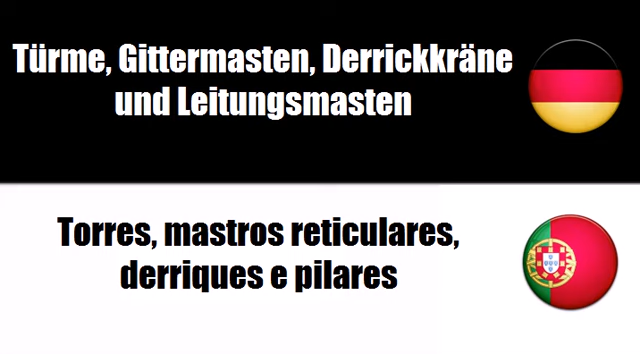 Türme, Gittermasten, Derrickkräne
und Leitungsmasten
Torres, mastros reticulares,
derriques e pilares